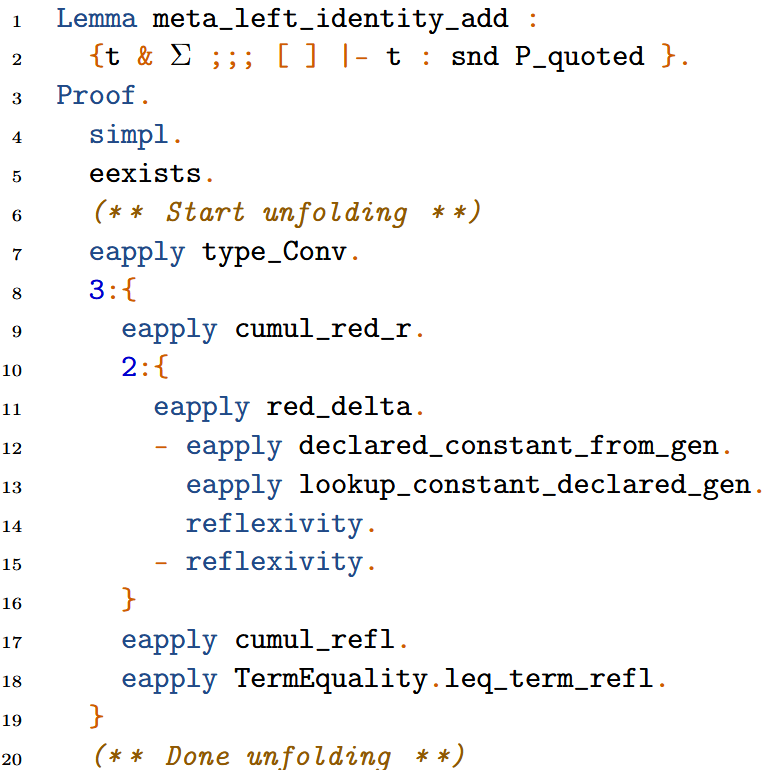 1 Lemma meta_left_identity_add :
2 {t & Σ ;;; [ ] |- t : snd P_quoted }.
3 Proof.
4 simpl.
5 eexists.
6 (** Start unfolding **)
7 eapply type_Conv.
8 3:{
9 eapply cumul_red_r.
10 2:{
11 eapply red_delta.
12 - eapply declared_constant_from_gen.
13 eapply lookup_constant_declared_gen.
14 reflexivity.
15 - reflexivity.
16 }
17 eapply cumul_refl.
18 eapply TermEquality.leq_term_refl.
19 }
20 (** Done unfolding **)